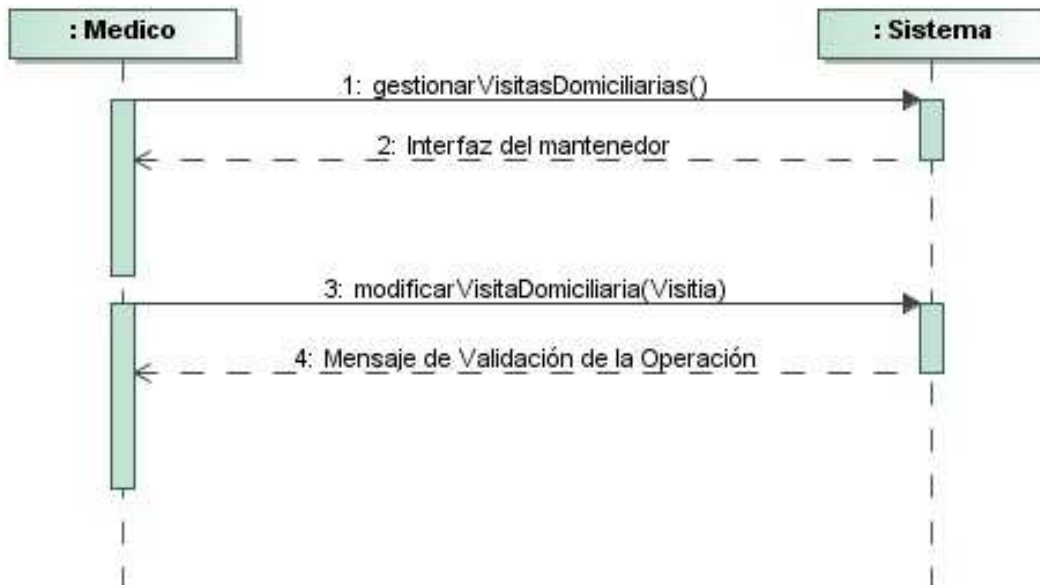 : Medico
: Sistema
1: gestionarVisitasDomiciliarias()
2: Interfaz del mantenedor
3: modificarVisitaDomiciliaria(Visitia)
4: Mensaje de Validación de la Operación